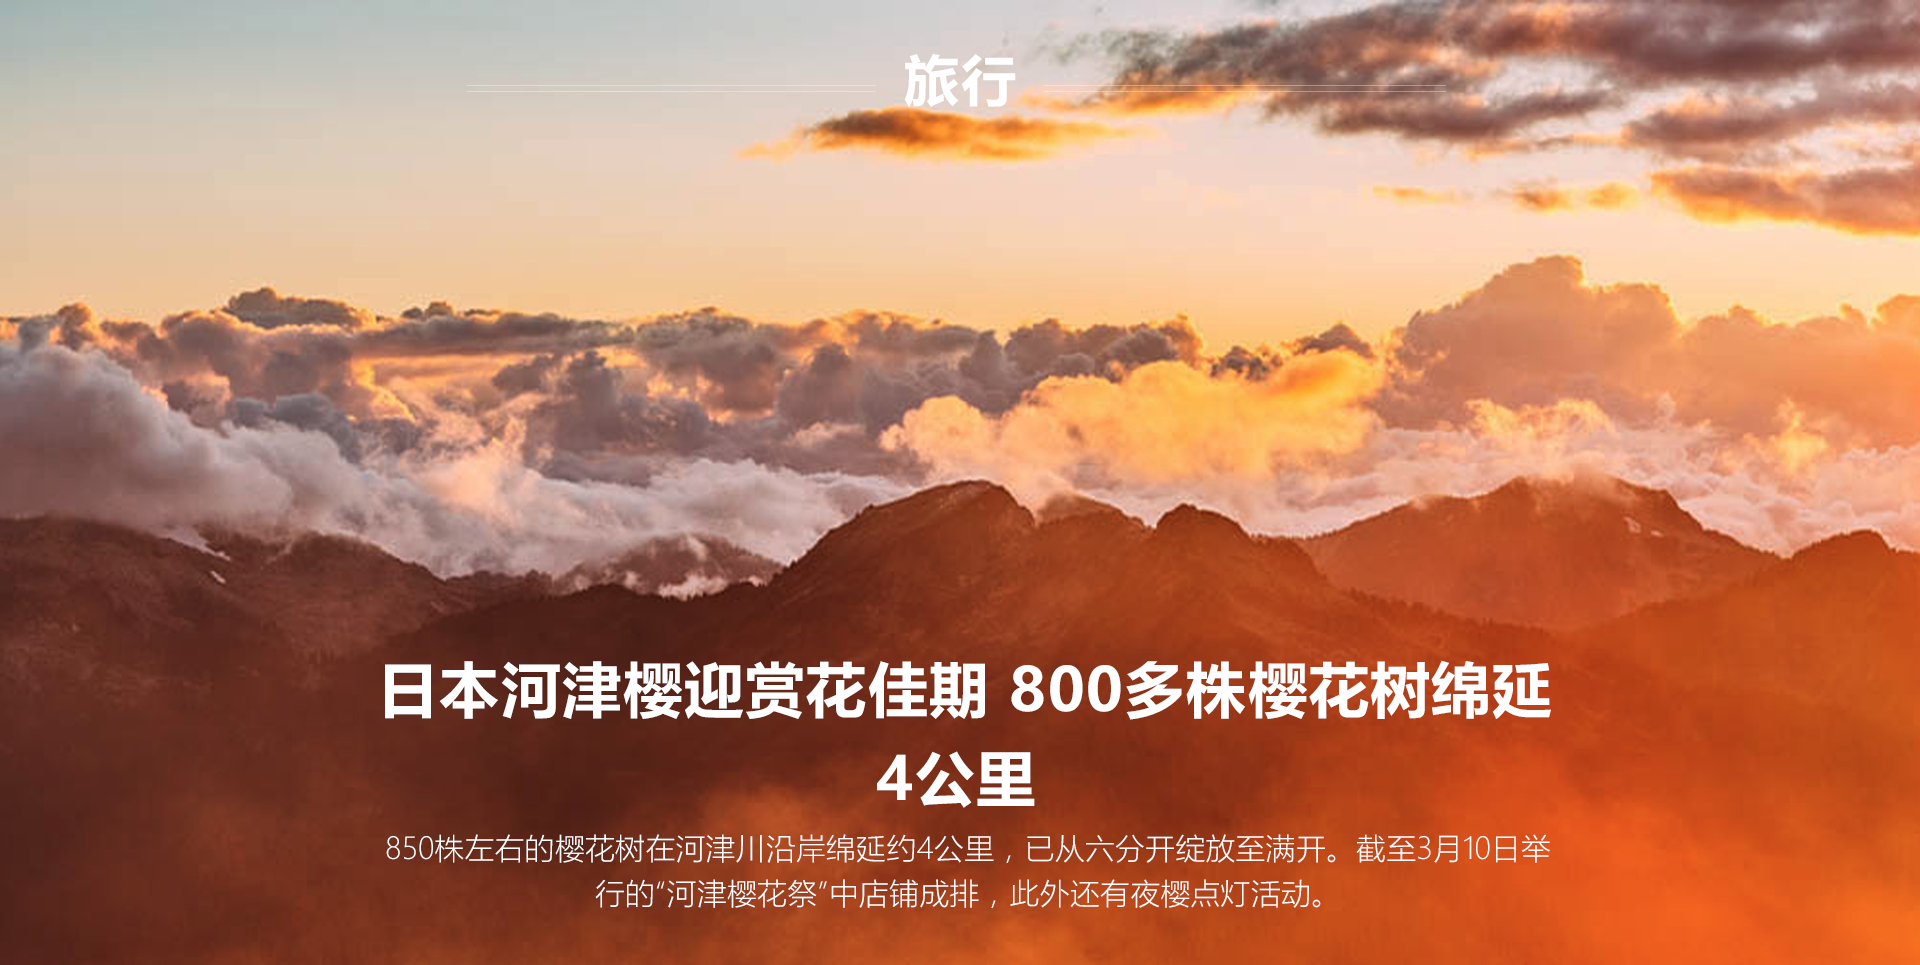 旅行
日本河津樱迎赏花佳期 800多株樱花树绵延
4公里
850株左右的樱花树在河津川沿岸绵延约4公里，已从六分开绽放至满开。截至3月10日举
行的“河津樱花祭”中店铺成排，此外还有夜樱点灯活动。